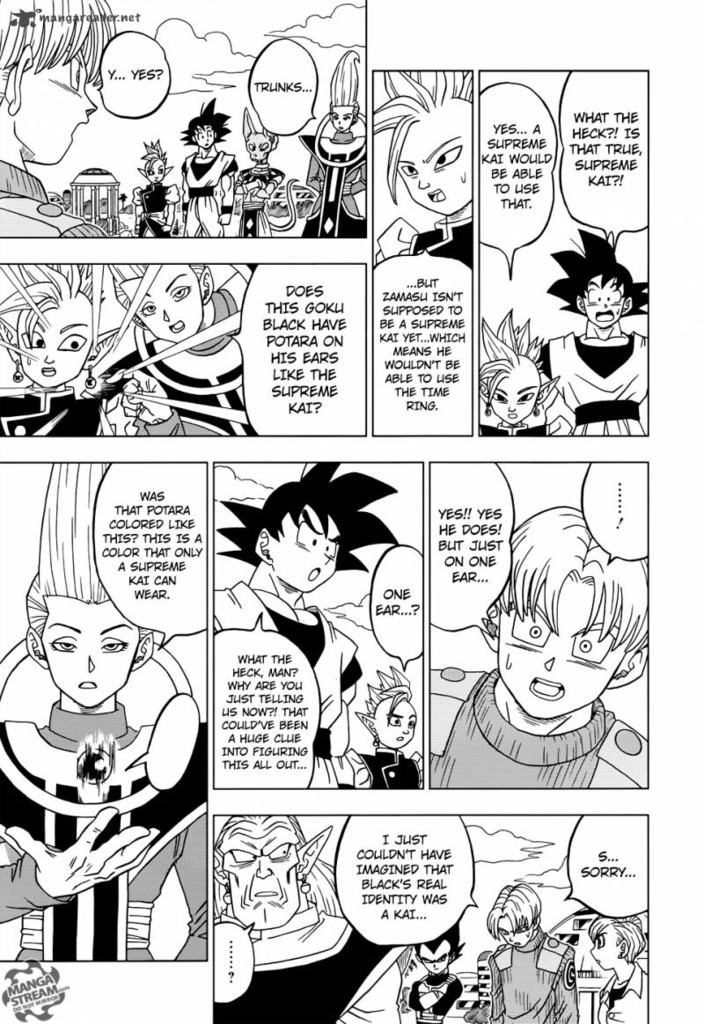 mangareader.net
WHAT THE
HECK?! IS
THAT TRUE,
SUPREME
KAI?!
YES... A
SUPREME
KAI WOULD
BE ABLE
TO USE
THAT.
...BUT
ZAMASU ISN'T
SUPPOSED TO
BE A SUPREME
KAI YET...WHICH
MEANS HE
WOULDN'T BE
ABLE TO USE
THE TIME
RING.
TRUNKS...
Y... YES?
DOES
THIS GOKU
BLACK HAVE
POTARA ON
HIS EARS
LIKE THE
SUPREME
KAI?
........!
YES!! YES
HE DOES!
BUT JUST
ON ONE
EAR...
ONE
EAR...?
WHAT THE
HECK, MAN?
WHY ARE YOU
JUST TELLING
US NOW?! THAT
COULD'VE BEEN
A HUGE CLUE
INTO FIGURING
THIS ALL OUT...
WAS
THAT POTARA
COLORED LIKE
THIS? THIS IS A
COLOR THAT ONLY
A SUPREME
KAI CAN
WEAR.
S...
SORRY...
I JUST
COULDN'T HAVE
IMAGINED THAT
BLACK'S REAL
IDENTITY WAS
A KAI...
........?
MANGA
STREAM.com
DO NOT MIRROR